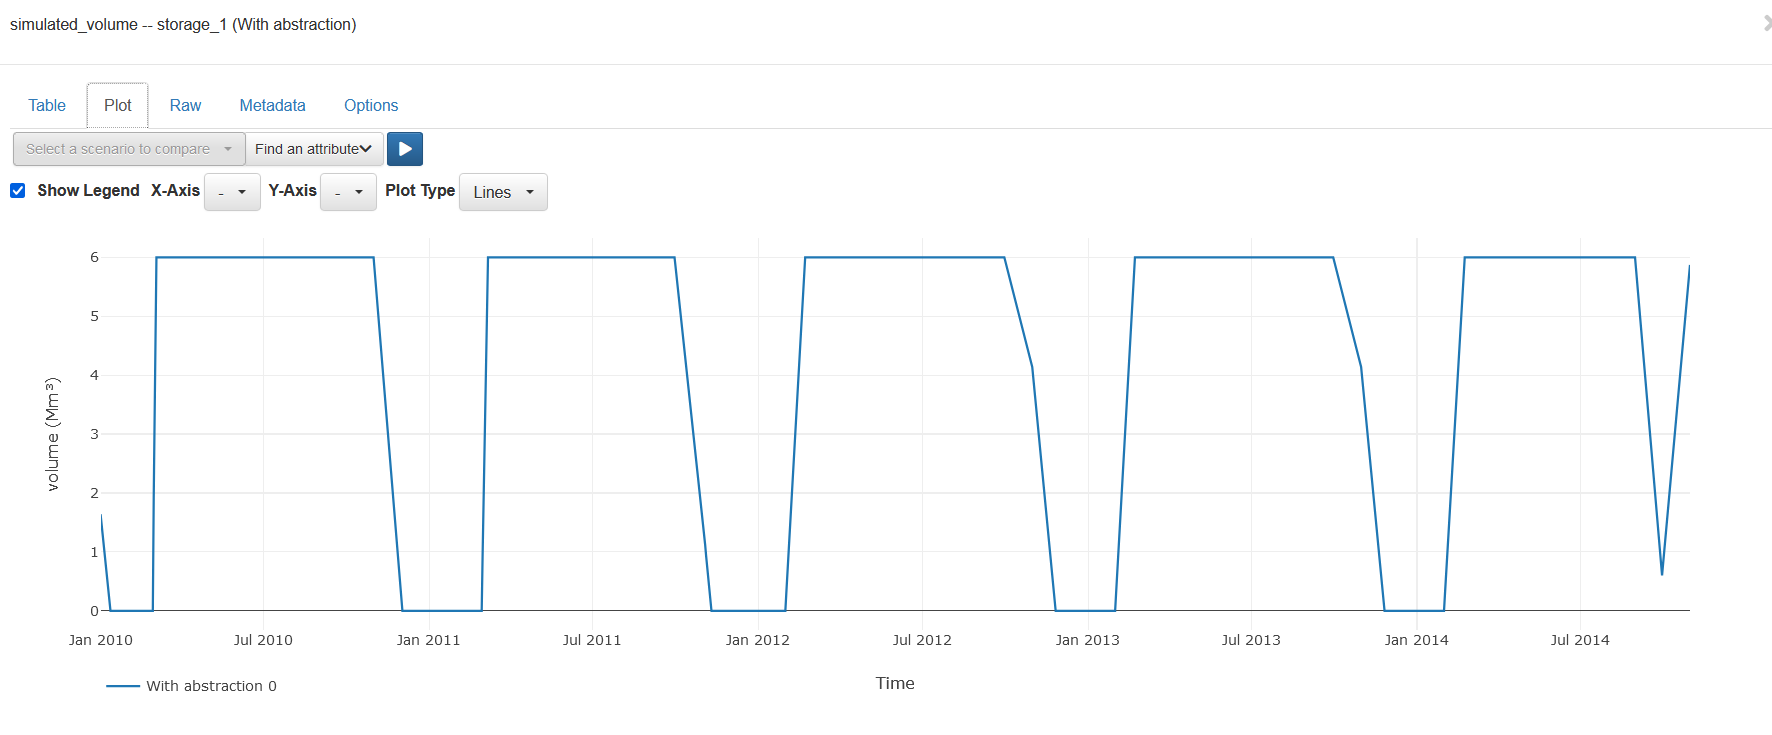 simulated_volume -- storage_1 (With abstraction)
Table Plot Raw Metadata Options
Select a scenario to compare Find an attribute
Show Legend X-Axis - Y-Axis - Plot Type Lines
6
5
4
3
2
1
0
volume (Mm³)
Jan 2010 Jul 2010 Jan 2011 Jul 2011 Jan 2012 Jul 2012 Jan 2013 Jul 2013 Jan 2014 Jul 2014
Time
With abstraction 0